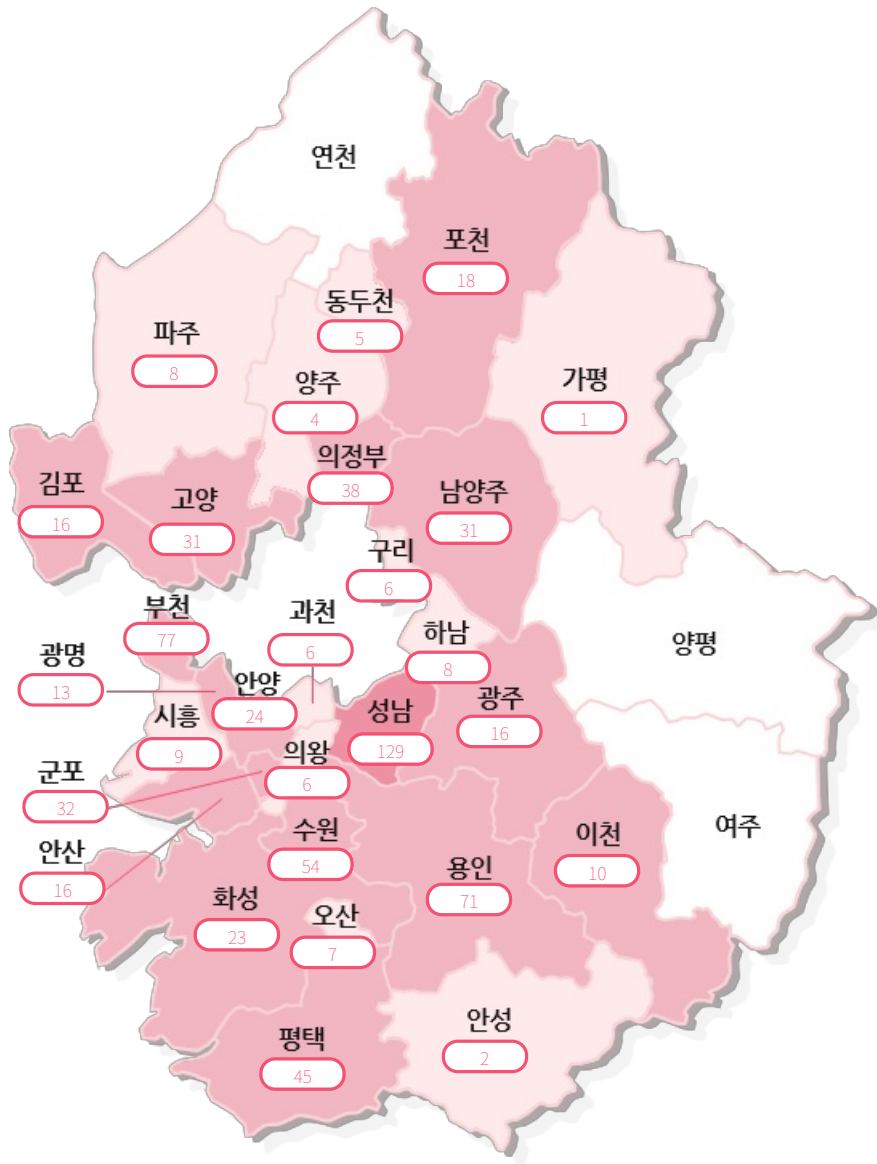 연천
포천
18
동두천
5
파주
8
양주
4
가평
1
의정부
38
김포
16
고양
31
남양주
31
구리
6
부천
77
과천
6
하남
8
양평
광명
13
안양
24
시흥
9
성남
129
광주
16
의왕
6
군포
32
수원
54
이천
10
여주
안산
16
용인
71
화성
23
오산
7
안성
2
평택
45